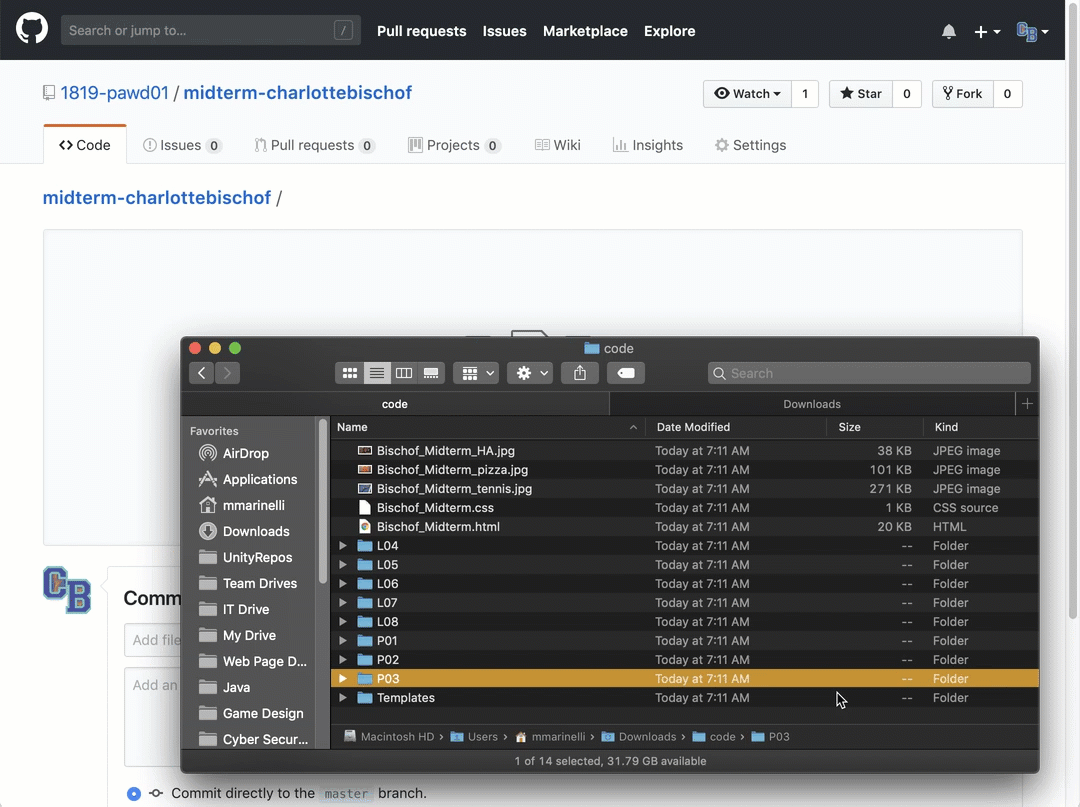 Search or jump to... /
Pull requests Issues Marketplace Explore
1819-pawd01 / midterm-charlottebischof
Watch 1 Star 0 Fork 0
Code Issues 0 Pull requests 0 Projects 0 Wiki Insights Settings
midterm-charlottebischof /
code
Search
code Downloads
Name Date Modified Size Kind
Favorites
AirDrop
Applications
mmarinelli
Downloads
UnityRepos
Team Drives
IT Drive
My Drive
Web Page D...
Java
Game Design
Cyber Secur...
Bischof_Midterm_HA.jpg Today at 7:11 AM 38 KB JPEG image
Bischof_Midterm_pizza.jpg Today at 7:11 AM 101 KB JPEG image
Bischof_Midterm_tennis.jpg Today at 7:11 AM 271 KB JPEG image
Bischof_Midterm.css Today at 7:11 AM 1 KB CSS source
Bischof_Midterm.html Today at 7:11 AM 20 KB HTML
L04 Today at 7:11 AM -- Folder
L05 Today at 7:11 AM -- Folder
L06 Today at 7:11 AM -- Folder
L07 Today at 7:11 AM -- Folder
L08 Today at 7:11 AM -- Folder
P01 Today at 7:11 AM -- Folder
P02 Today at 7:11 AM -- Folder
P03 Today at 7:11 AM -- Folder
Templates Today at 7:11 AM -- Folder
Macintosh HD › Users › mmarinelli › Downloads › code › P03
1 of 14 selected, 31.79 GB available
CB
Comm
Add file
Add an
Commit directly to the master branch.